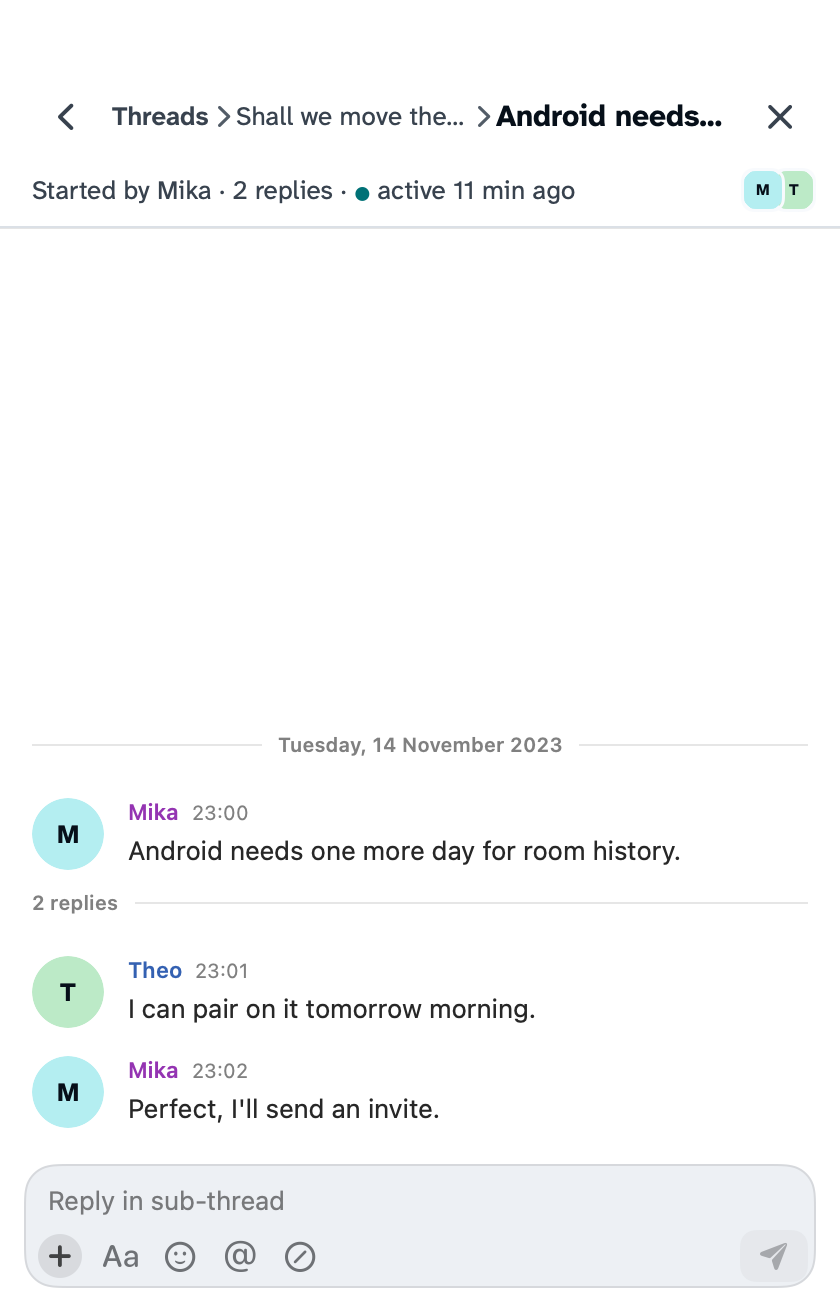 Threads > Shall we move the... > Android needs...
Started by Mika · 2 replies · active 11 min ago
M T
Tuesday, 14 November 2023
M
Mika 23:00
Android needs one more day for room history.
2 replies
T
Theo 23:01
I can pair on it tomorrow morning.
M
Mika 23:02
Perfect, I'll send an invite.
Reply in sub-thread
+ Aa @